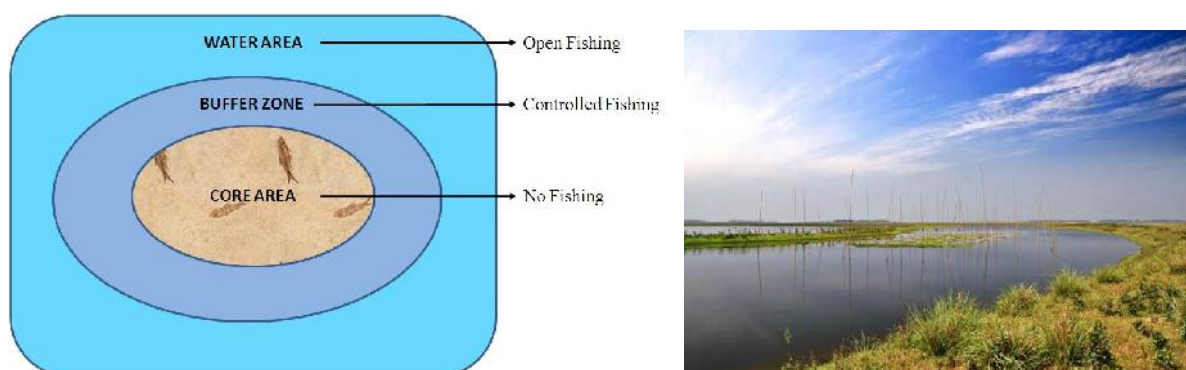 WATER AREA
Open Fishing
BUFFER ZONE
Controlled Fishing
CORE AREA
No Fishing